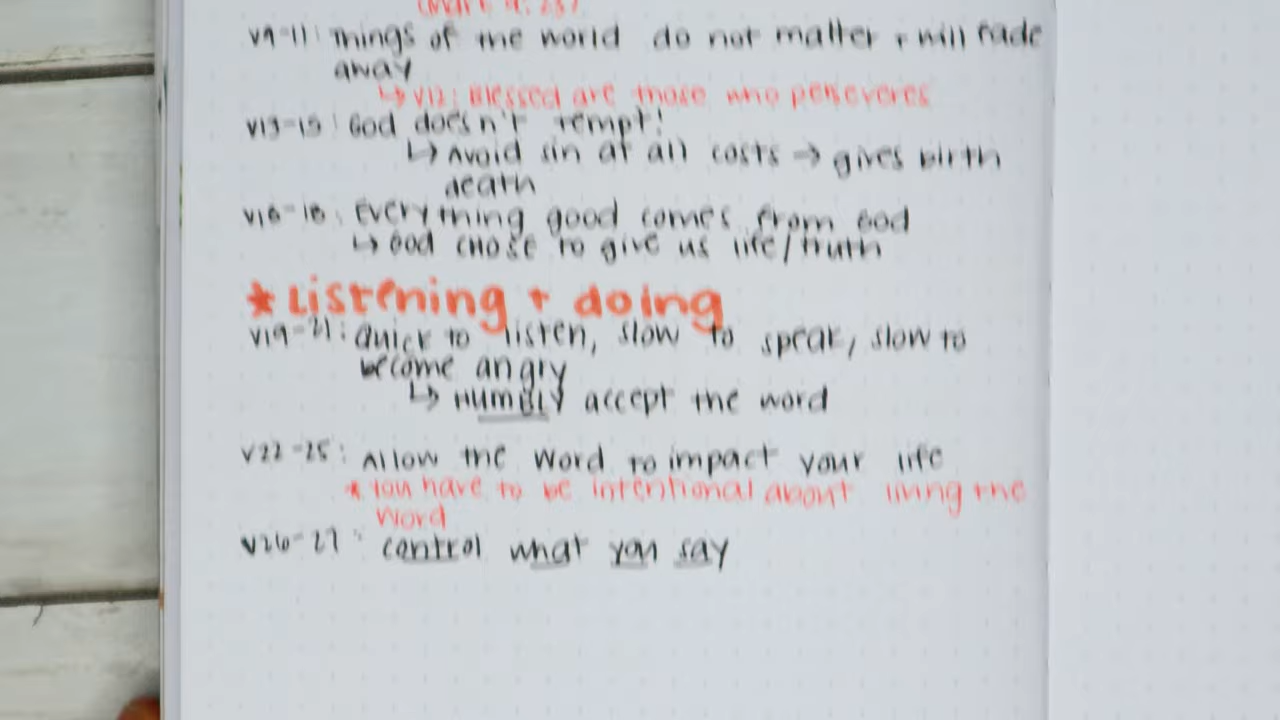 v9-11: Things of the world do not matter + will fade
away
↳ v12: Blessed are those who perseveres
v13-15: God doesn't tempt!
↳ Avoid sin at all costs → gives birth
death
v16-18: Everything good comes from God
↳ God chose to give us life/truth
* Listening + doing
v19-21: Quick to listen, slow to speak, slow to
become angry
↳ HUMBLY accept the word
v22-25: Allow the Word to impact your life
* You have to be intentional about living the
Word
v26-27: control what you say